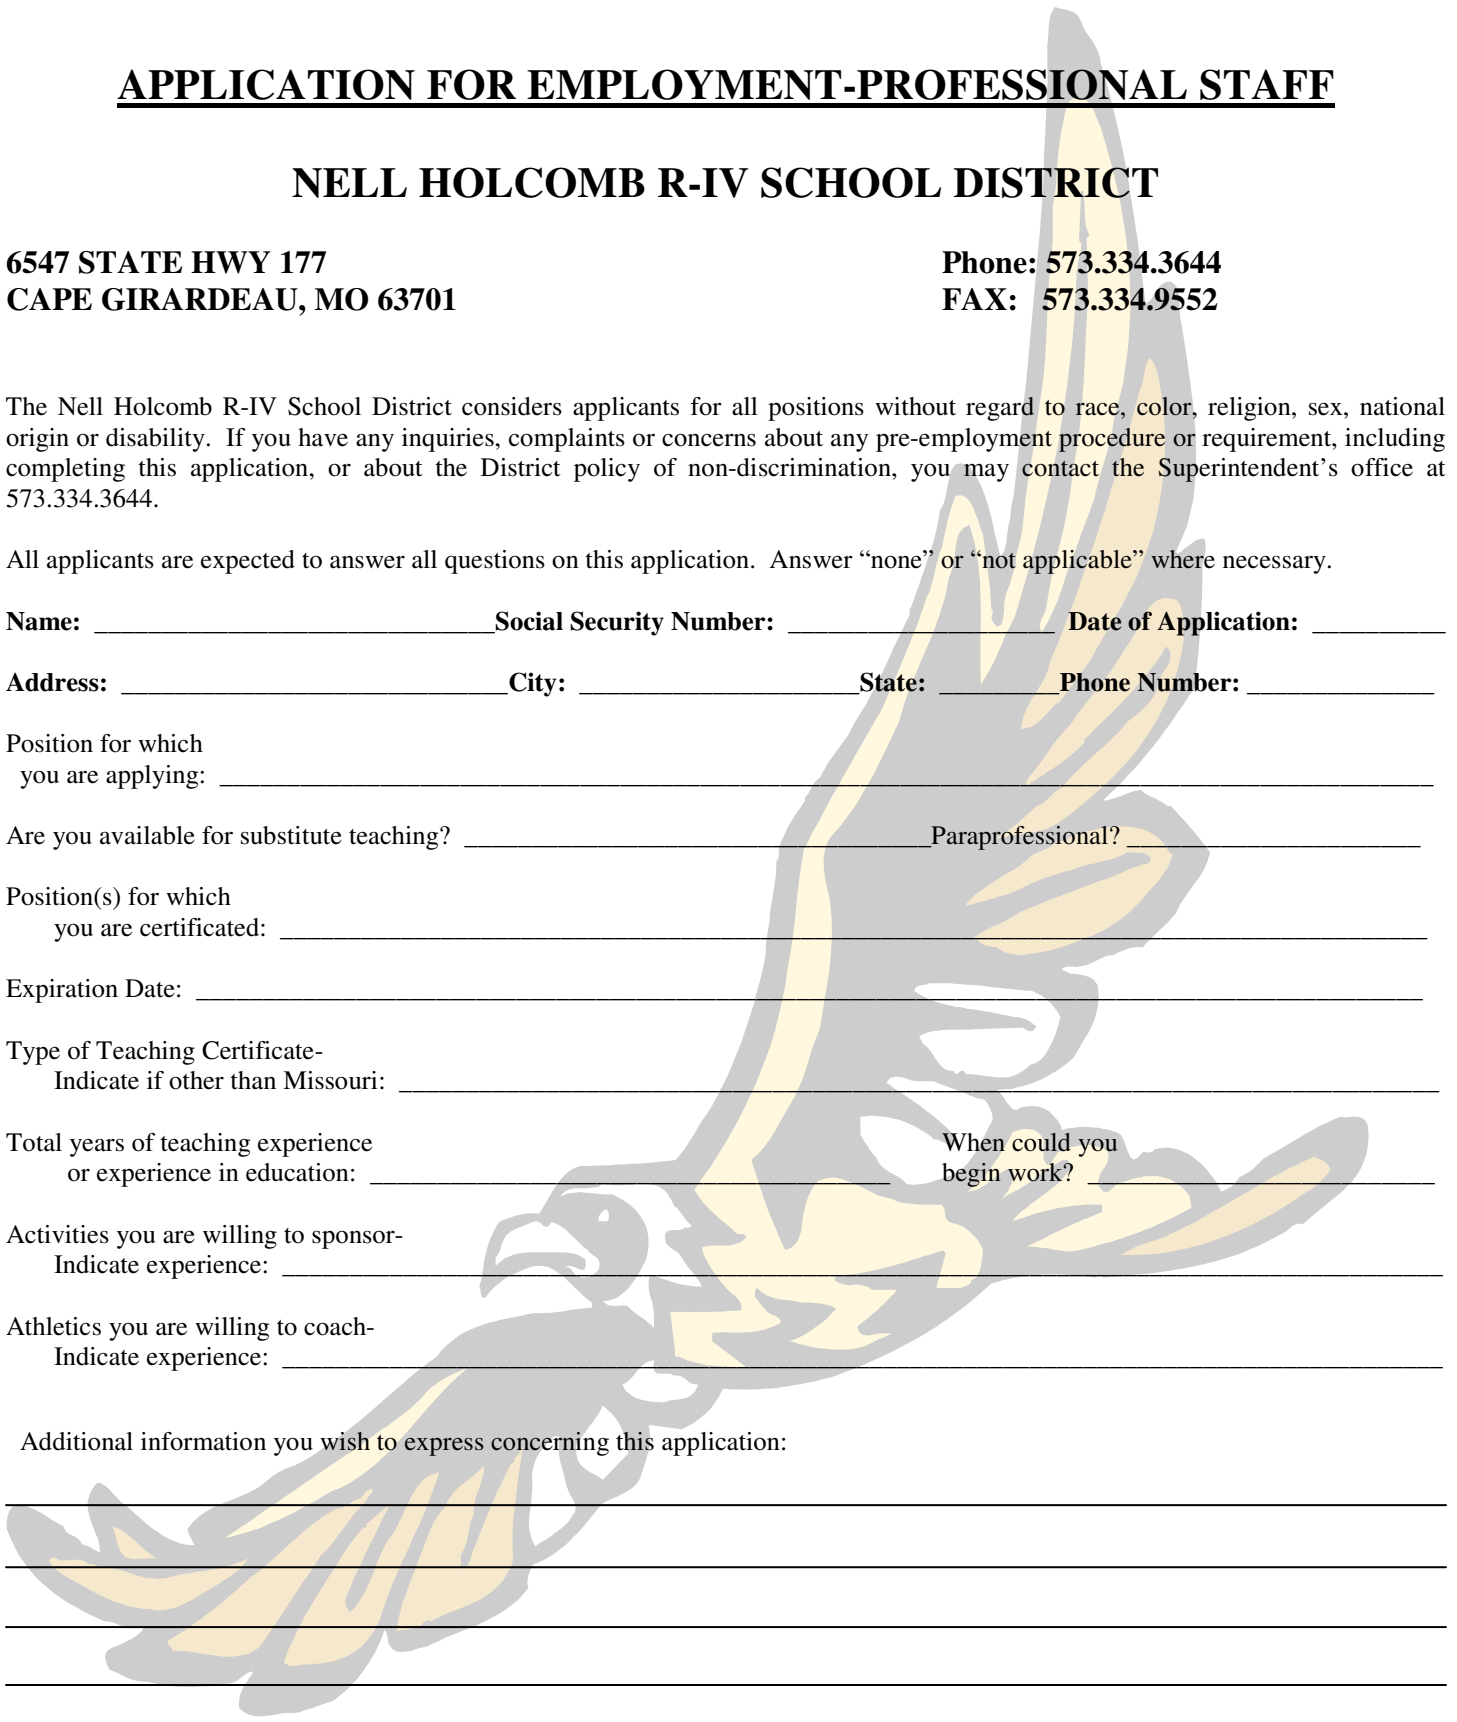 APPLICATION FOR EMPLOYMENT-PROFESSIONAL STAFF
NELL HOLCOMB R-IV SCHOOL DISTRICT
6547 STATE HWY 177 Phone: 573.334.3644
CAPE GIRARDEAU, MO 63701 FAX: 573.334.9552
The Nell Holcomb R-IV School District considers applicants for all positions without regard to race, color, religion, sex, national
origin or disability. If you have any inquiries, complaints or concerns about any pre-employment procedure or requirement, including
completing this application, or about the District policy of non-discrimination, you may contact the Superintendent’s office at
573.334.3644.
All applicants are expected to answer all questions on this application. Answer “none” or “not applicable” where necessary.
Name: ______________________________Social Security Number: ____________________ Date of Application: __________
Address: _____________________________City: _____________________State: _________Phone Number: ______________
Position for which
you are applying: ___________________________________________________________________________________________
Are you available for substitute teaching? ___________________________________Paraprofessional? ______________________
Position(s) for which
you are certificated: ______________________________________________________________________________________
Expiration Date: ____________________________________________________________________________________________
Type of Teaching Certificate-
Indicate if other than Missouri: ______________________________________________________________________________
Total years of teaching experience When could you
or experience in education: _______________________________________ begin work? __________________________
Activities you are willing to sponsor-
Indicate experience: _______________________________________________________________________________________
Athletics you are willing to coach-
Indicate experience: _______________________________________________________________________________________
Additional information you wish to express concerning this application: